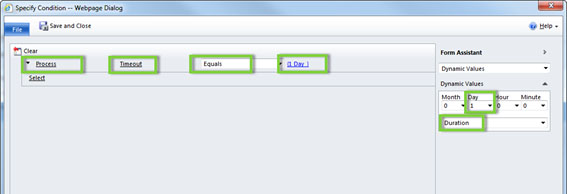 Specify Condition -- Webpage Dialog
File
Save and Close
Help
Clear
Process Timeout Equals [1 Day ]
Select
Form Assistant
Dynamic Values
Dynamic Values
Month Day Hour Minute
0 1 0 0
Duration